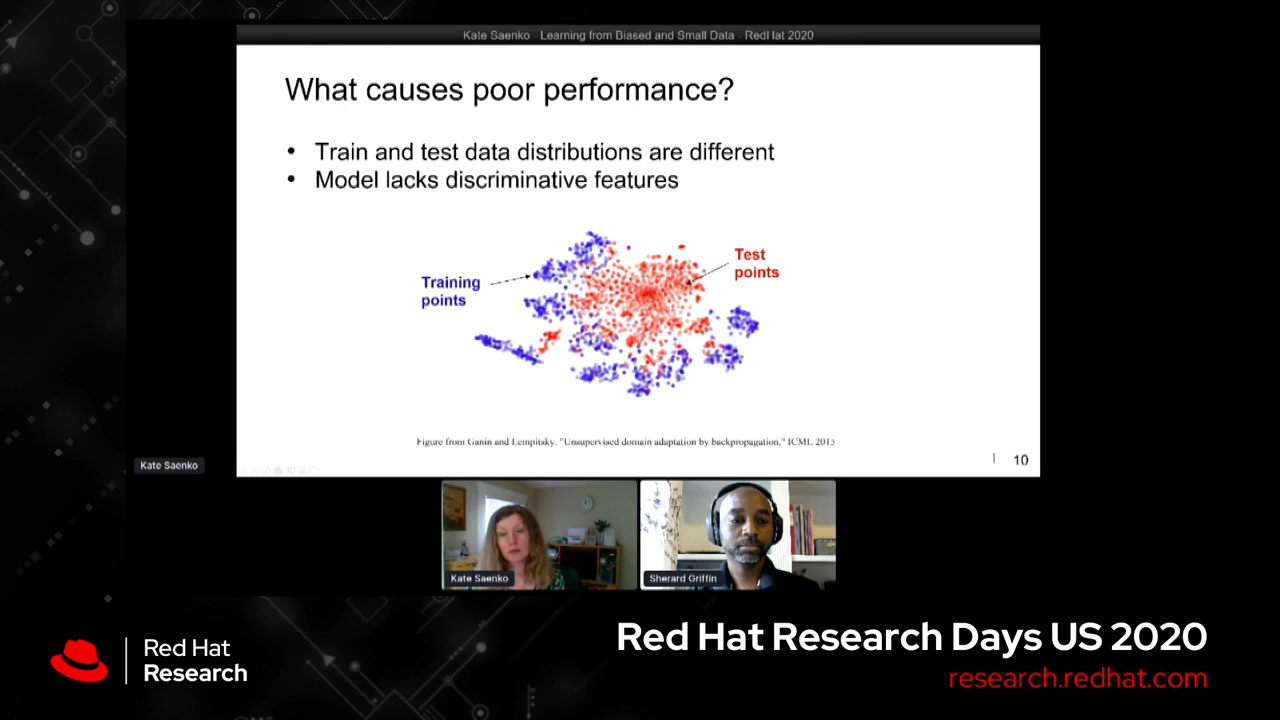 Kate Saenko - Learning from Biased and Small Data - RedHat 2020
What causes poor performance?
• Train and test data distributions are different
• Model lacks discriminative features
Training
points
Test
points
Figure from Ganin and Lempitsky. "Unsupervised domain adaptation by backpropagation." ICML 2015
10
Kate Saenko
Kate Saenko
Sherard Griffin
Red Hat
Research
Red Hat Research Days US 2020
research.redhat.com